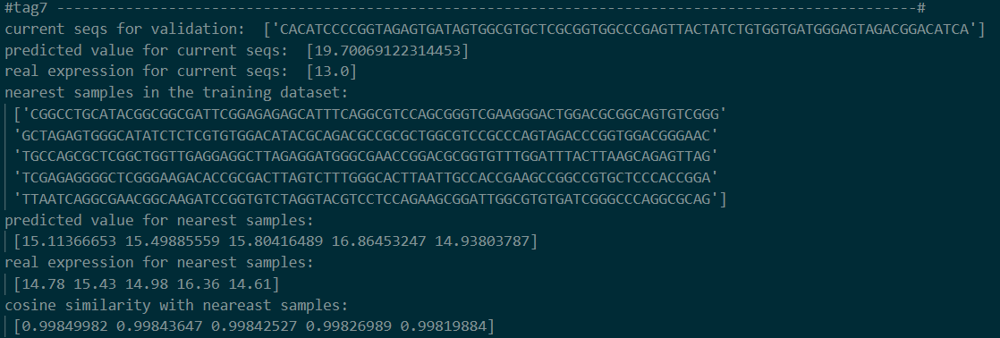 #tag7 -----------------------------------------------------------------------------------------------------#
current seqs for validation:  ['CACATCCCCGGTAGAGTGATAGTGGCGTGCTCGCGGTGGCCCGAGTTACTATCTGTGGTGATGGGAGTAGACGGACATCA']
predicted value for current seqs:  [19.70069122314453]
real expression for current seqs:  [13.0]
nearest samples in the training dataset:
['CGGCCTGCATACGGCGGCGATTCGGAGAGAGCATTTCAGGCGTCCAGCGGGTCGAAGGGACTGGACGCGGCAGTGTCGGG'
'GCTAGAGTGGGCATATCTCTCGTGTGGACATACGCAGACGCCGCGCTGGCGTCCGCCCAGTAGACCCGGTGGACGGGAAC'
'TGCCAGCGCTCGGCTGGTTGAGGAGGCTTAGAGGATGGGCGAACCGGACGCGGTGTTTGGATTTACTTAAGCAGAGTTAG'
'TCGAGAGGGGCTCGGGAAGACACCGCGACTTAGTCTTTGGGCACTTAATTGCCACCGAAGCCGGCCGTGCTCCCACCGGA'
'TTAATCAGGCGAACGGCAAGATCCGGTGTCTAGGTACGTCCTCCAGAAGCGGATTGGCGTGTGATCGGGCCCAGGCGCAG']
predicted value for nearest samples:
[15.11366653 15.49885559 15.80416489 16.86453247 14.93803787]
real expression for nearest samples:
[14.78 15.43 14.98 16.36 14.61]
cosine similarity with neareast samples:
[0.99849982 0.99843647 0.99842527 0.99826989 0.99819884]